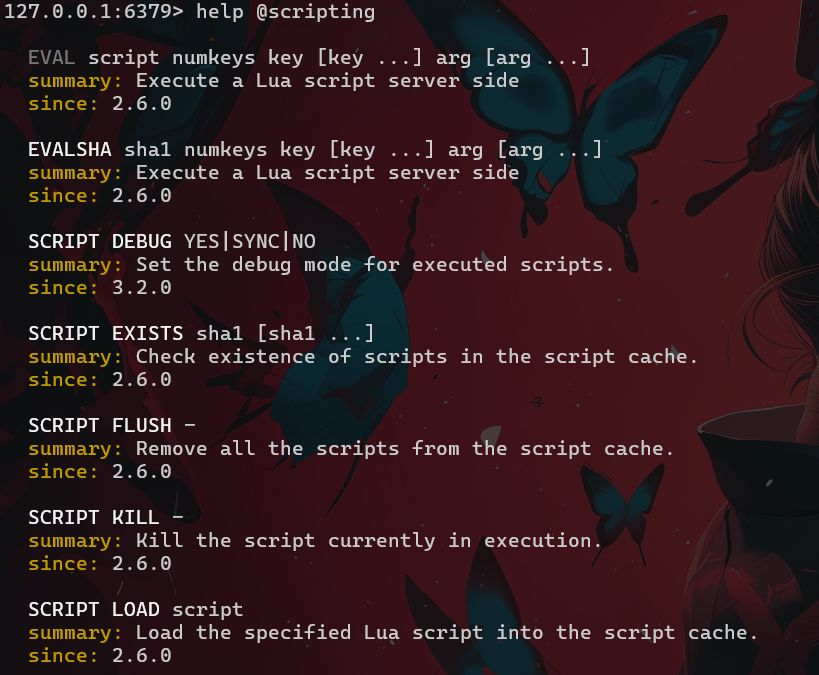 127.0.0.1:6379> help @scripting
EVAL script numkeys key [key ...] arg [arg ...]
summary: Execute a Lua script server side
since: 2.6.0
EVALSHA sha1 numkeys key [key ...] arg [arg ...]
summary: Execute a Lua script server side
since: 2.6.0
SCRIPT DEBUG YES|SYNC|NO
summary: Set the debug mode for executed scripts.
since: 3.2.0
SCRIPT EXISTS sha1 [sha1 ...]
summary: Check existence of scripts in the script cache.
since: 2.6.0
SCRIPT FLUSH -
summary: Remove all the scripts from the script cache.
since: 2.6.0
SCRIPT KILL -
summary: Kill the script currently in execution.
since: 2.6.0
SCRIPT LOAD script
summary: Load the specified Lua script into the script cache.
since: 2.6.0